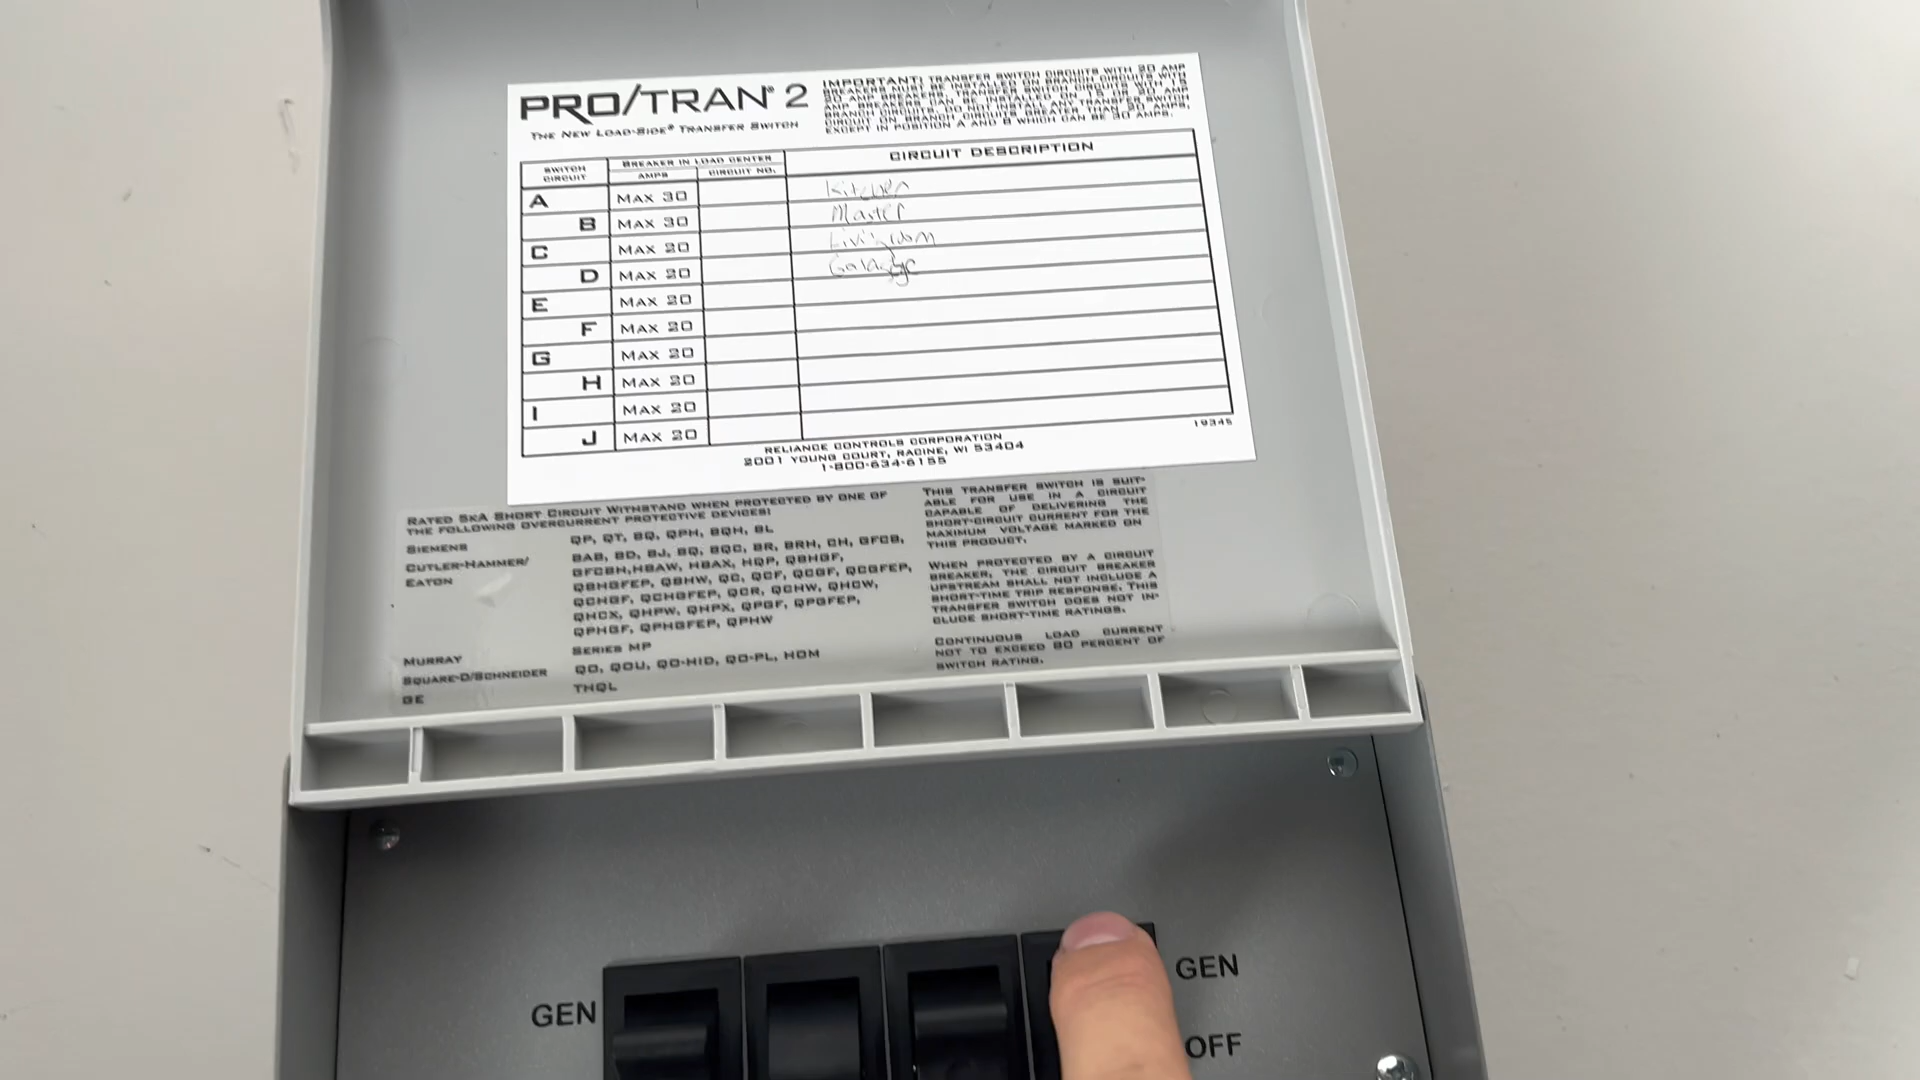 PRO/TRAN® 2
THE NEW LOAD-SIDE® TRANSFER SWITCH
IMPORTANT: TRANSFER SWITCH CIRCUITS WITH 20 AMP
BREAKERS MUST BE INSTALLED ON BRANCH CIRCUITS WITH
20 AMP BREAKERS. TRANSFER SWITCH CIRCUITS WITH 15
AMP BREAKERS CAN BE INSTALLED ON 15 OR 20 AMP
BRANCH CIRCUITS. DO NOT INSTALL ANY TRANSFER SWITCH
CIRCUIT ON BRANCH CIRCUITS GREATER THAN 20 AMPS,
EXCEPT IN POSITION A AND B WHICH CAN BE 30 AMPS.
SWITCH CIRCUIT
BREAKER IN LOAD CENTER
AMPS
CIRCUIT NO.
CIRCUIT DESCRIPTION
A MAX 30 Kitchen
B MAX 30 Master
C MAX 20 Livingroom
D MAX 20 Garage
E MAX 20
F MAX 20
G MAX 20
H MAX 20
I MAX 20
J MAX 20
19345
RELIANCE CONTROLS CORPORATION
2001 YOUNG COURT, RACINE, WI 53404
1-800-634-6155
RATED 5KA SHORT CIRCUIT WITHSTAND WHEN PROTECTED BY ONE OF
THE FOLLOWING OVERCURRENT PROTECTIVE DEVICES:
SIEMENS QP, QT, BQ, QPH, BQH, BL
CUTLER-HAMMER/
EATON
BAB, BD, BJ, BQ, BQC, BR, BRH, CH, GFCB,
GFCBH,HBAW, HBAX, HQP, QBHGF,
QBHGFEP, QBHW, QC, QCF, QCGF, QCGFEP,
QCHGF, QCHGFEP, QCR, QCHW, QHCW,
QHCX, QHPW, QHPX, QPGF, QPGFEP,
QPHGF, QPHGFEP, QPHW
MURRAY SERIES MP
SQUARE-D/SCHNEIDER QO, QOU, QO-HID, QO-PL, HOM
GE THQL
THIS TRANSFER SWITCH IS SUIT-
ABLE FOR USE IN A CIRCUIT
CAPABLE OF DELIVERING THE
SHORT-CIRCUIT CURRENT FOR THE
MAXIMUM VOLTAGE MARKED ON
THIS PRODUCT.
WHEN PROTECTED BY A CIRCUIT
BREAKER, THE CIRCUIT BREAKER
UPSTREAM SHALL NOT INCLUDE A
SHORT-TIME TRIP RESPONSE. THIS
TRANSFER SWITCH DOES NOT IN-
CLUDE SHORT-TIME RATINGS.
CONTINUOUS LOAD CURRENT
NOT TO EXCEED 80 PERCENT OF
SWITCH RATING.
GEN
GEN
OFF